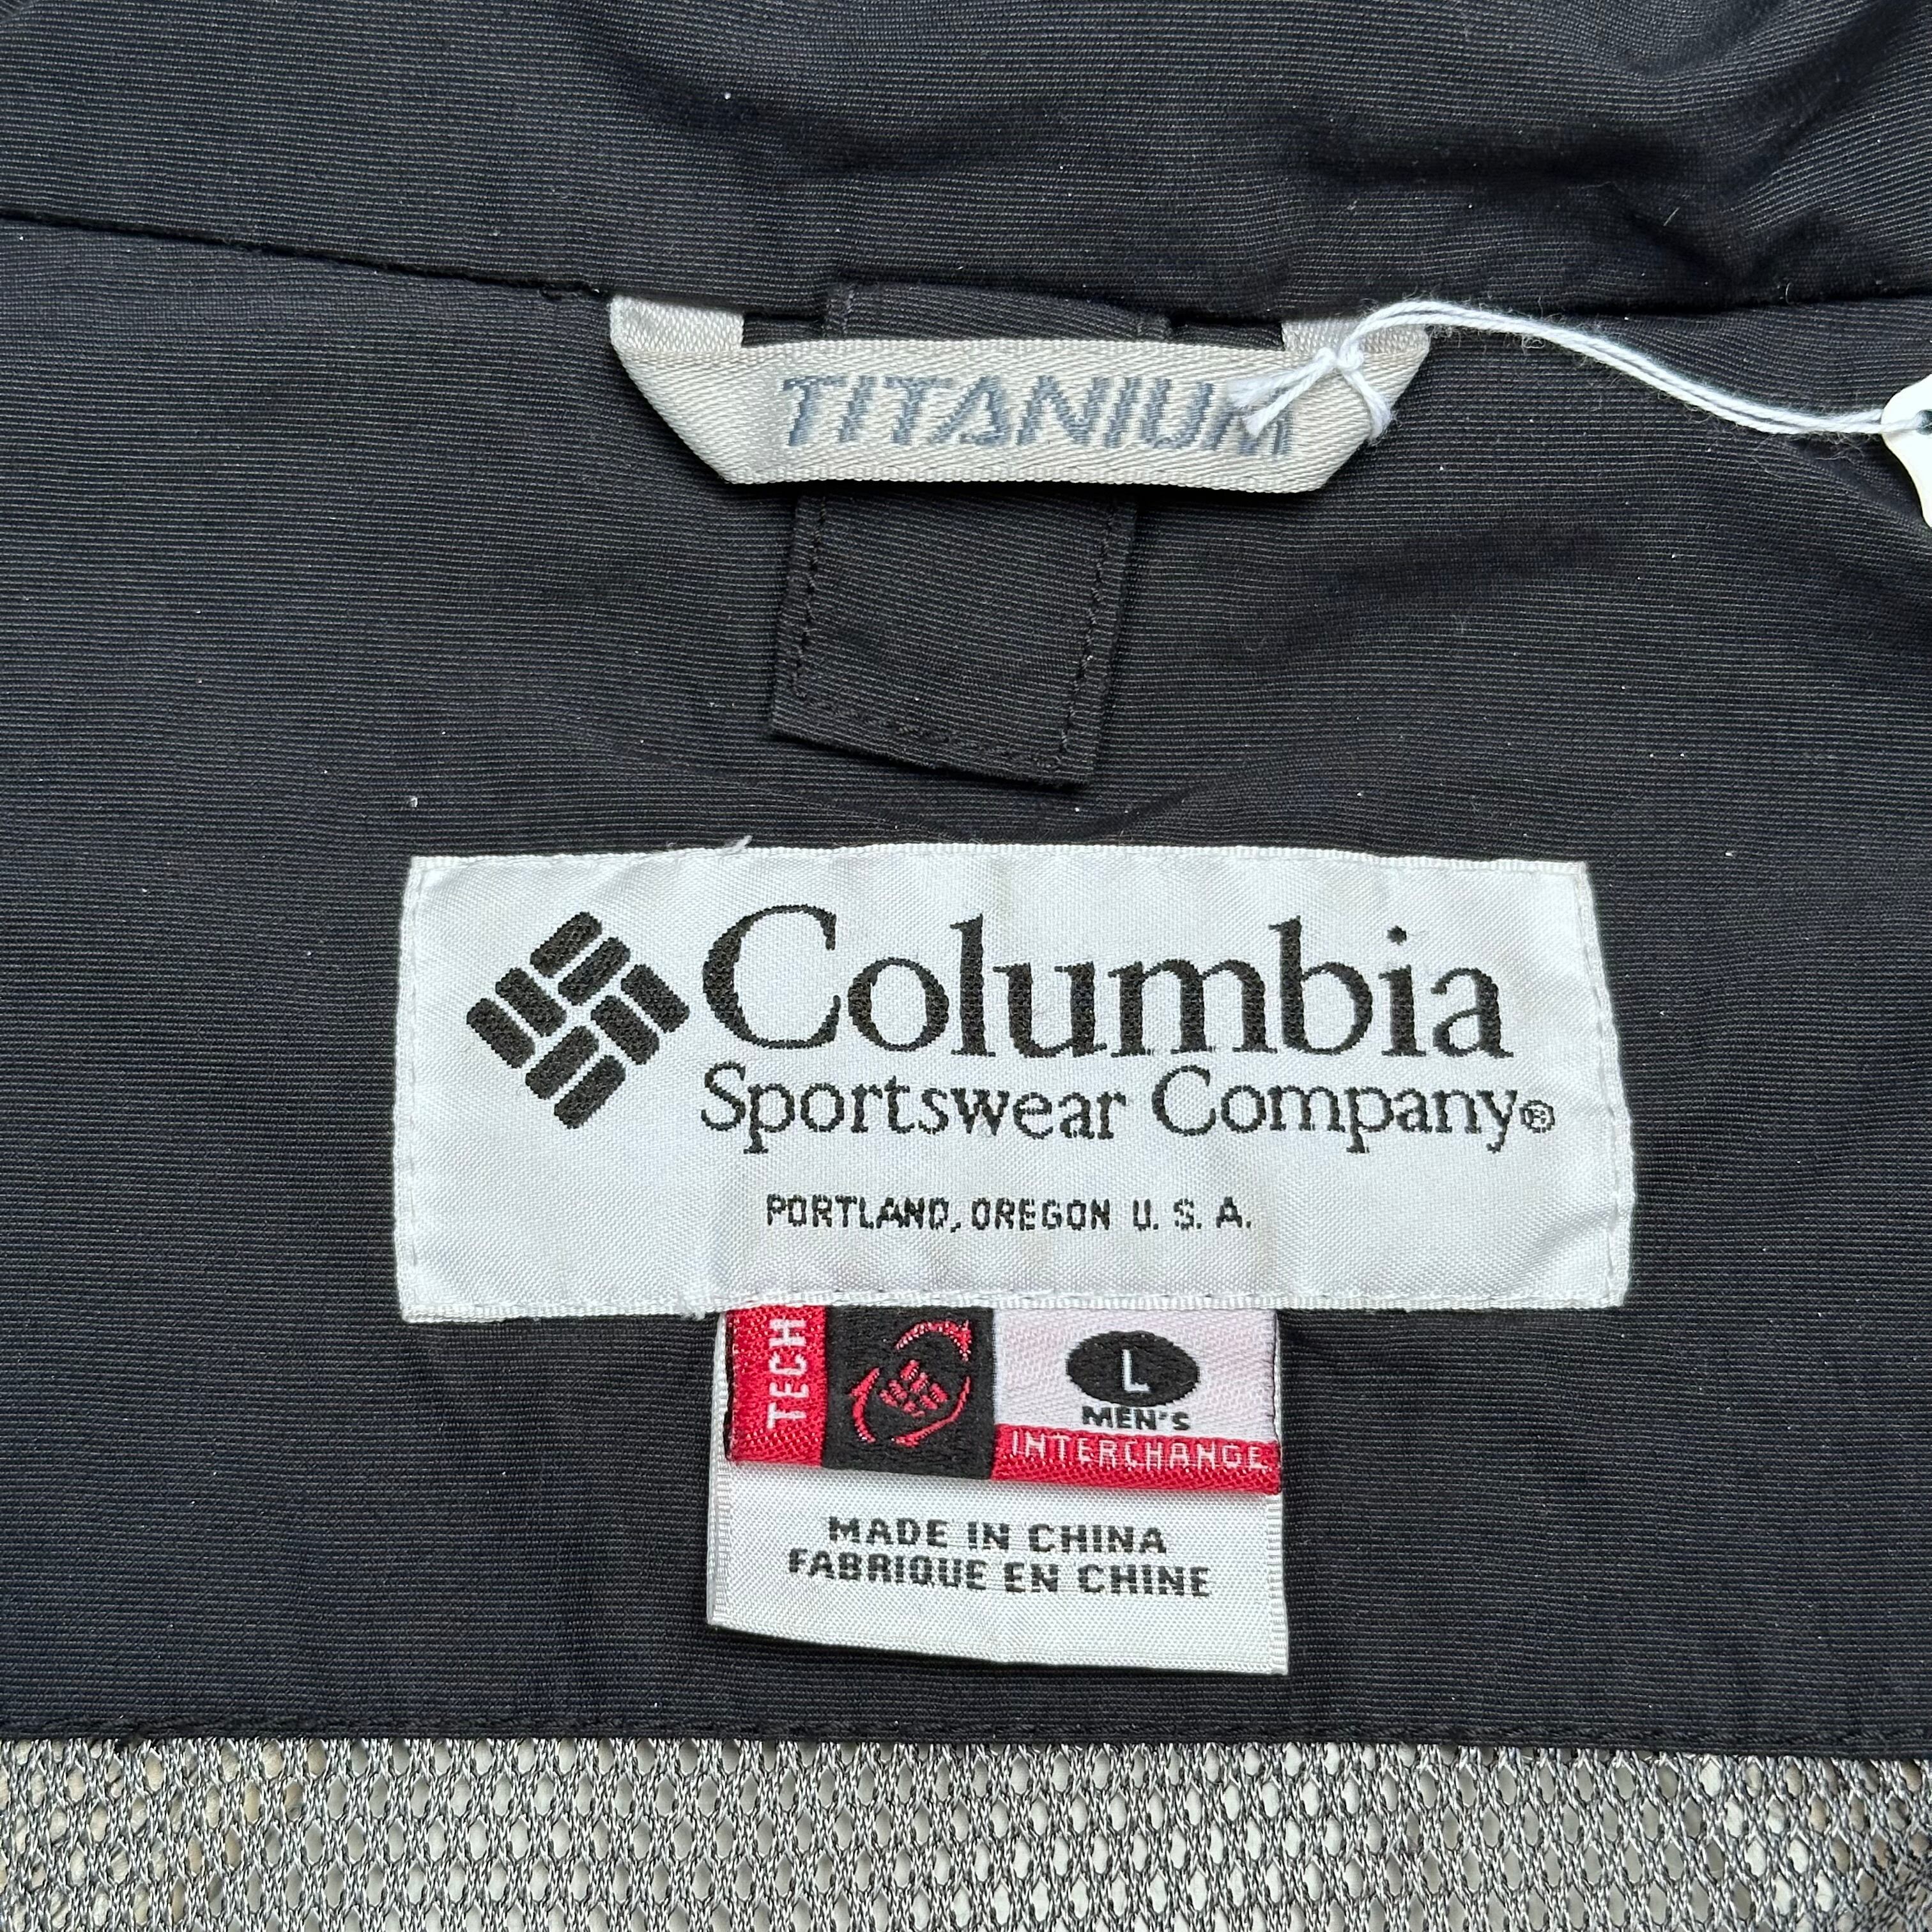 TITANIUM
Columbia
Sportswear Company®
PORTLAND, OREGON U. S. A.
TECH
L
MEN'S
INTERCHANGE
MADE IN CHINA
FABRIQUE EN CHINE